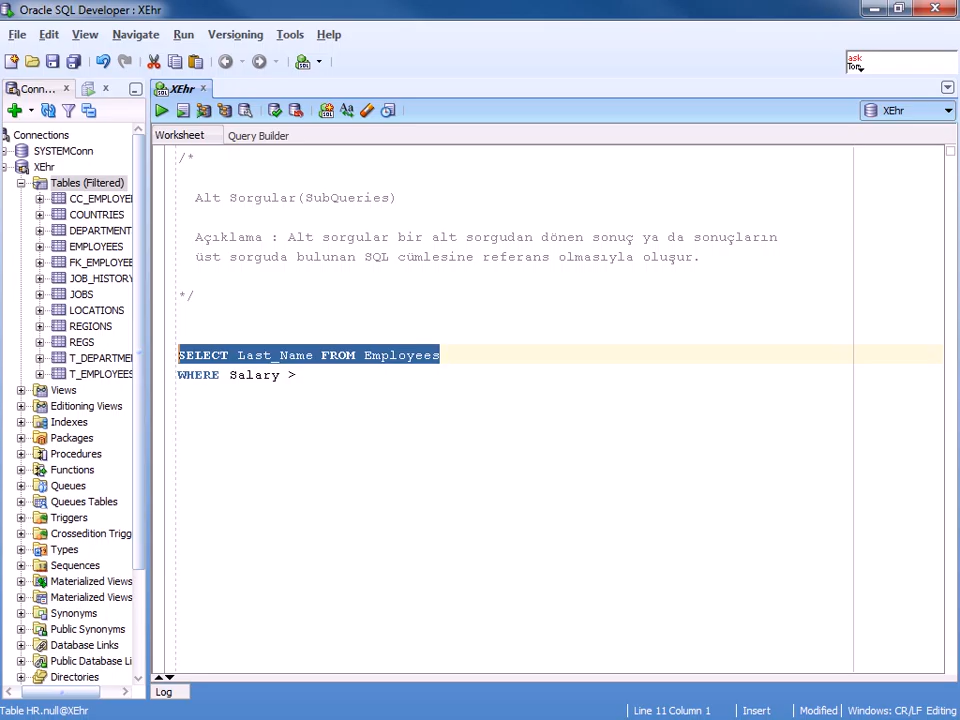 Oracle SQL Developer : XEhr
File Edit View Navigate Run Versioning Tools Help
ask
Tom
Conn...
XEhr
XEhr
Worksheet
Query Builder
Connections
SYSTEMConn
XEhr
Tables (Filtered)
CC_EMPLOYE
COUNTRIES
DEPARTMENT
EMPLOYEES
FK_EMPLOYEE
JOB_HISTORY
JOBS
LOCATIONS
REGIONS
REGS
T_DEPARTME
T_EMPLOYEES
Views
Editioning Views
Indexes
Packages
Procedures
Functions
Queues
Queues Tables
Triggers
Crossedition Trigg
Types
Sequences
Materialized Views
Materialized Views
Synonyms
Public Synonyms
Database Links
Public Database Li
Directories
/*
Alt Sorgular(SubQueries)
Açıklama : Alt sorgular bir alt sorgudan dönen sonuç ya da sonuçların
üst sorguda bulunan SQL cümlesine referans olmasıyla oluşur.
*/
SELECT Last_Name FROM Employees
WHERE Salary >
Log
Table HR.null@XEhr
Line 11 Column 1
Insert
Modified
Windows: CR/LF Editing